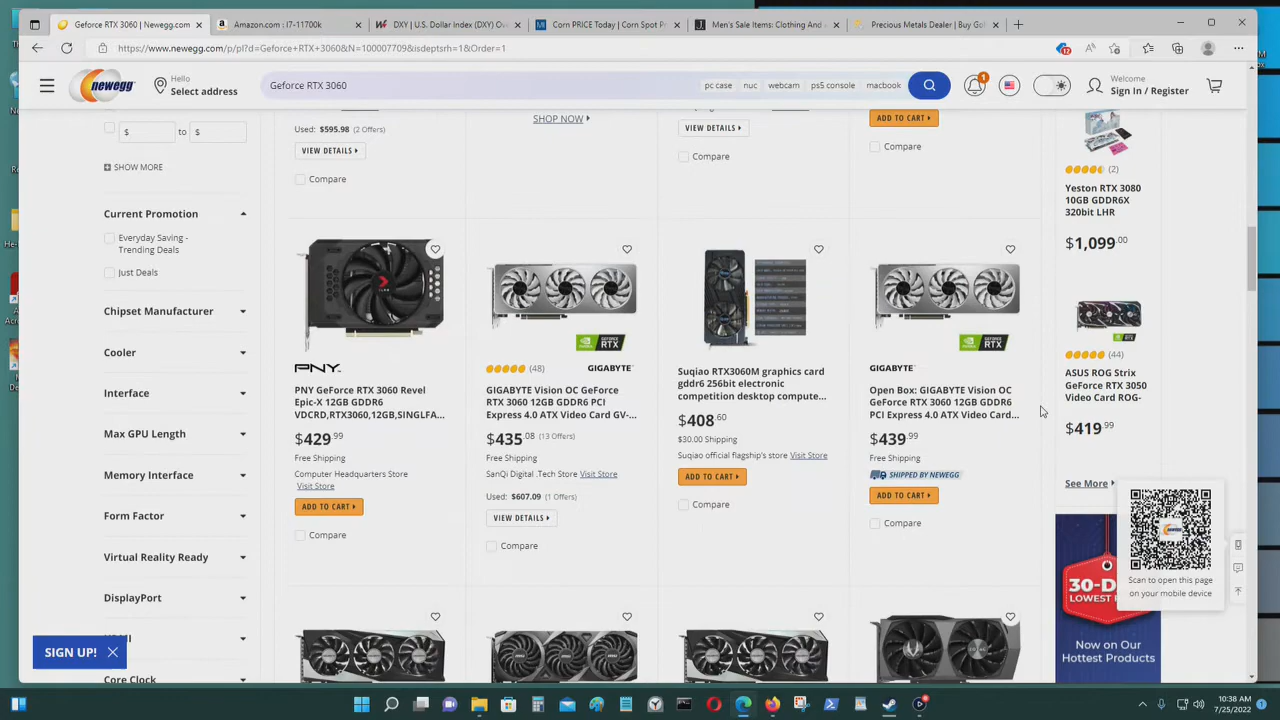 Geforce RTX 3060 | Newegg.com
Amazon.com : I7-11700k
DXY | U.S. Dollar Index (DXY) Ov
Corn PRICE Today | Corn Spot P
Men's Sale Items: Clothing And
Precious Metals Dealer | Buy Gol
https://www.newegg.com/p/pl?d=Geforce+RTX+3060&N=100007709&isdeptsrh=1&Order=1
12
newegg
Hello
Select address
Geforce RTX 3060
pc case
nuc
webcam
ps5 console
macbook
1
Welcome
Sign In / Register
$
to
$
SHOW MORE
Current Promotion
Everyday Saving -
Trending Deals
Just Deals
Chipset Manufacturer
Cooler
Interface
Max GPU Length
Memory Interface
Form Factor
Virtual Reality Ready
DisplayPort
Core Clock
SIGN UP!
Used: $595.98 (2 Offers)
VIEW DETAILS
Compare
SHOP NOW
VIEW DETAILS
Compare
ADD TO CART
Compare
PNY
PNY GeForce RTX 3060 Revel
Epic-X 12GB GDDR6
VDCRD,RTX3060,12GB,SINGLFA...
$429.99
Free Shipping
Computer Headquarters Store
Visit Store
ADD TO CART
Compare
RTX
(48)
GIGABYTE
GIGABYTE Vision OC GeForce
RTX 3060 12GB GDDR6 PCI
Express 4.0 ATX Video Card GV-
$435.08 (13 Offers)
Free Shipping
SanQi Digital .Tech Store Visit Store
Used: $607.09 (1 Offers)
VIEW DETAILS
Compare
Suqiao RTX3060M graphics card
gddr6 256bit electronic
competition desktop compute...
$408.60
$30.00 Shipping
Suqiao official flagship's store Visit Store
ADD TO CART
Compare
RTX
GIGABYTE
Open Box: GIGABYTE Vision OC
GeForce RTX 3060 12GB GDDR6
PCI Express 4.0 ATX Video Card...
$439.99
Free Shipping
SHIPPED BY NEWEGG
ADD TO CART
Compare
(2)
Yeston RTX 3080
10GB GDDR6X
320bit LHR
$1,099.00
(44)
ASUS ROG Strix
GeForce RTX 3050
Video Card ROG-
$419.99
See More
Scan to open this page
on your mobile device
30-D
LOWEST P
Now on Our
Hottest Products
10:38 AM
7/25/2022